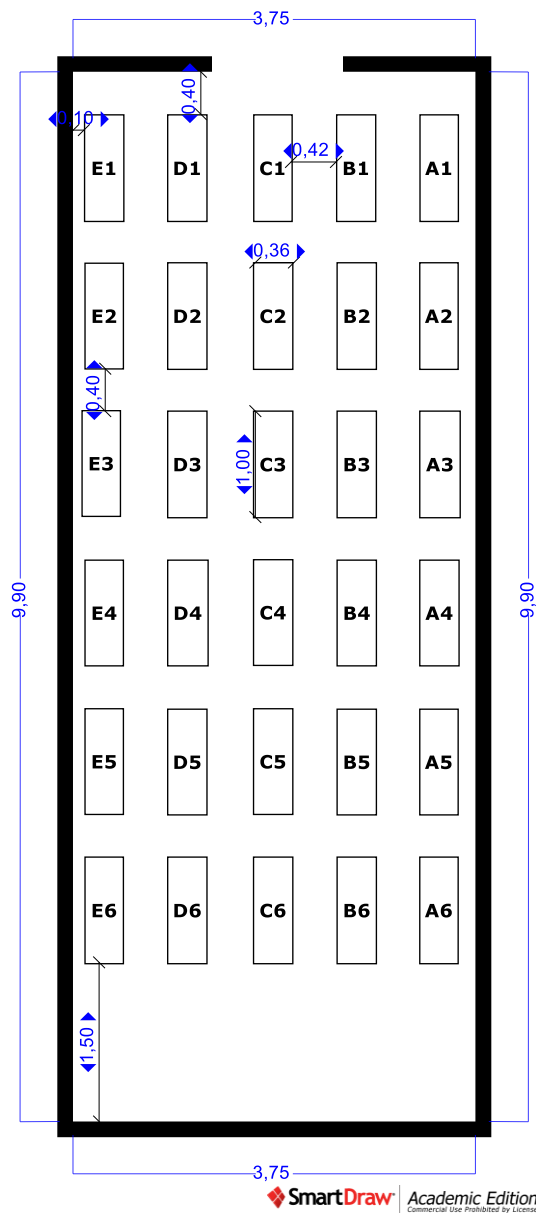 3,75
0,40
0,10
0,42
E1 D1 C1 B1 A1
0,36
E2 D2 C2 B2 A2
0,40
E3 D3 C3 B3 A3
1,00
9,90
9,90
E4 D4 C4 B4 A4
E5 D5 C5 B5 A5
E6 D6 C6 B6 A6
1,50
3,75
SmartDraw Academic Edition
Commercial Use Prohibited by License